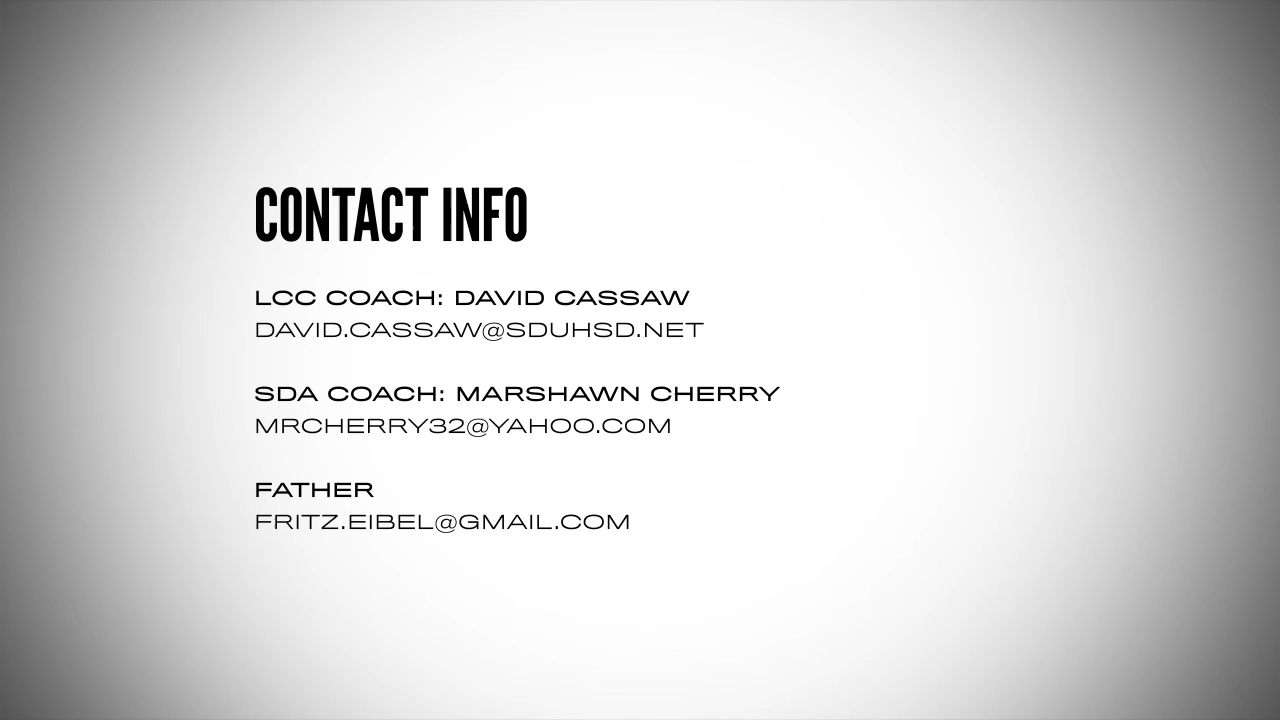 CONTACT INFO
LCC COACH: DAVID CASSAW
DAVID.CASSAW@SDUHSD.NET
SDA COACH: MARSHAWN CHERRY
MRCHERRY32@YAHOO.COM
FATHER
FRITZ.EIBEL@GMAIL.COM